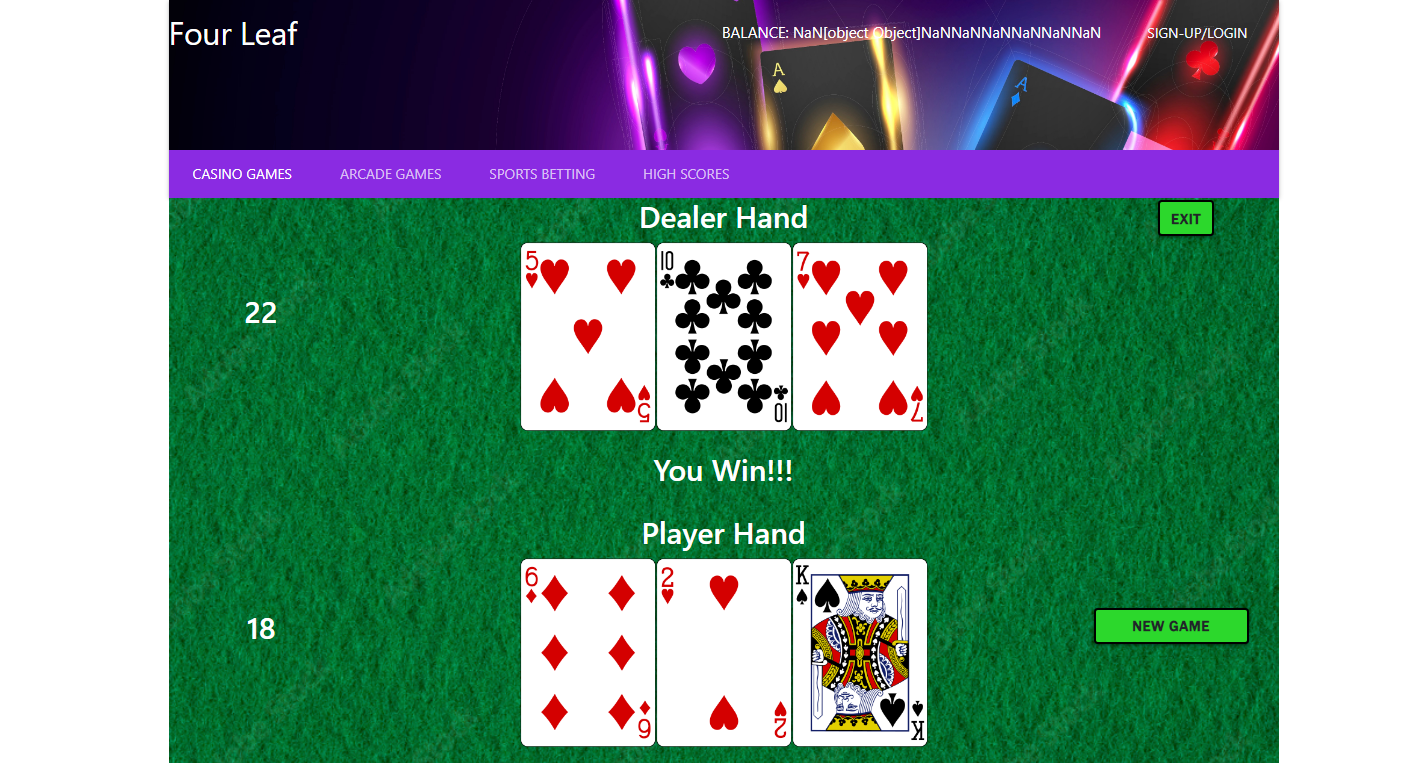 Four Leaf
BALANCE: NaN[object Object]NaNNaNNaNNaNNaNNaN
SIGN-UP/LOGIN
A
A
CASINO GAMES
ARCADE GAMES
SPORTS BETTING
HIGH SCORES
Dealer Hand
EXIT
22
5
5
10
10
7
7
You Win!!!
Player Hand
18
6
6
2
2
K
K
NEW GAME